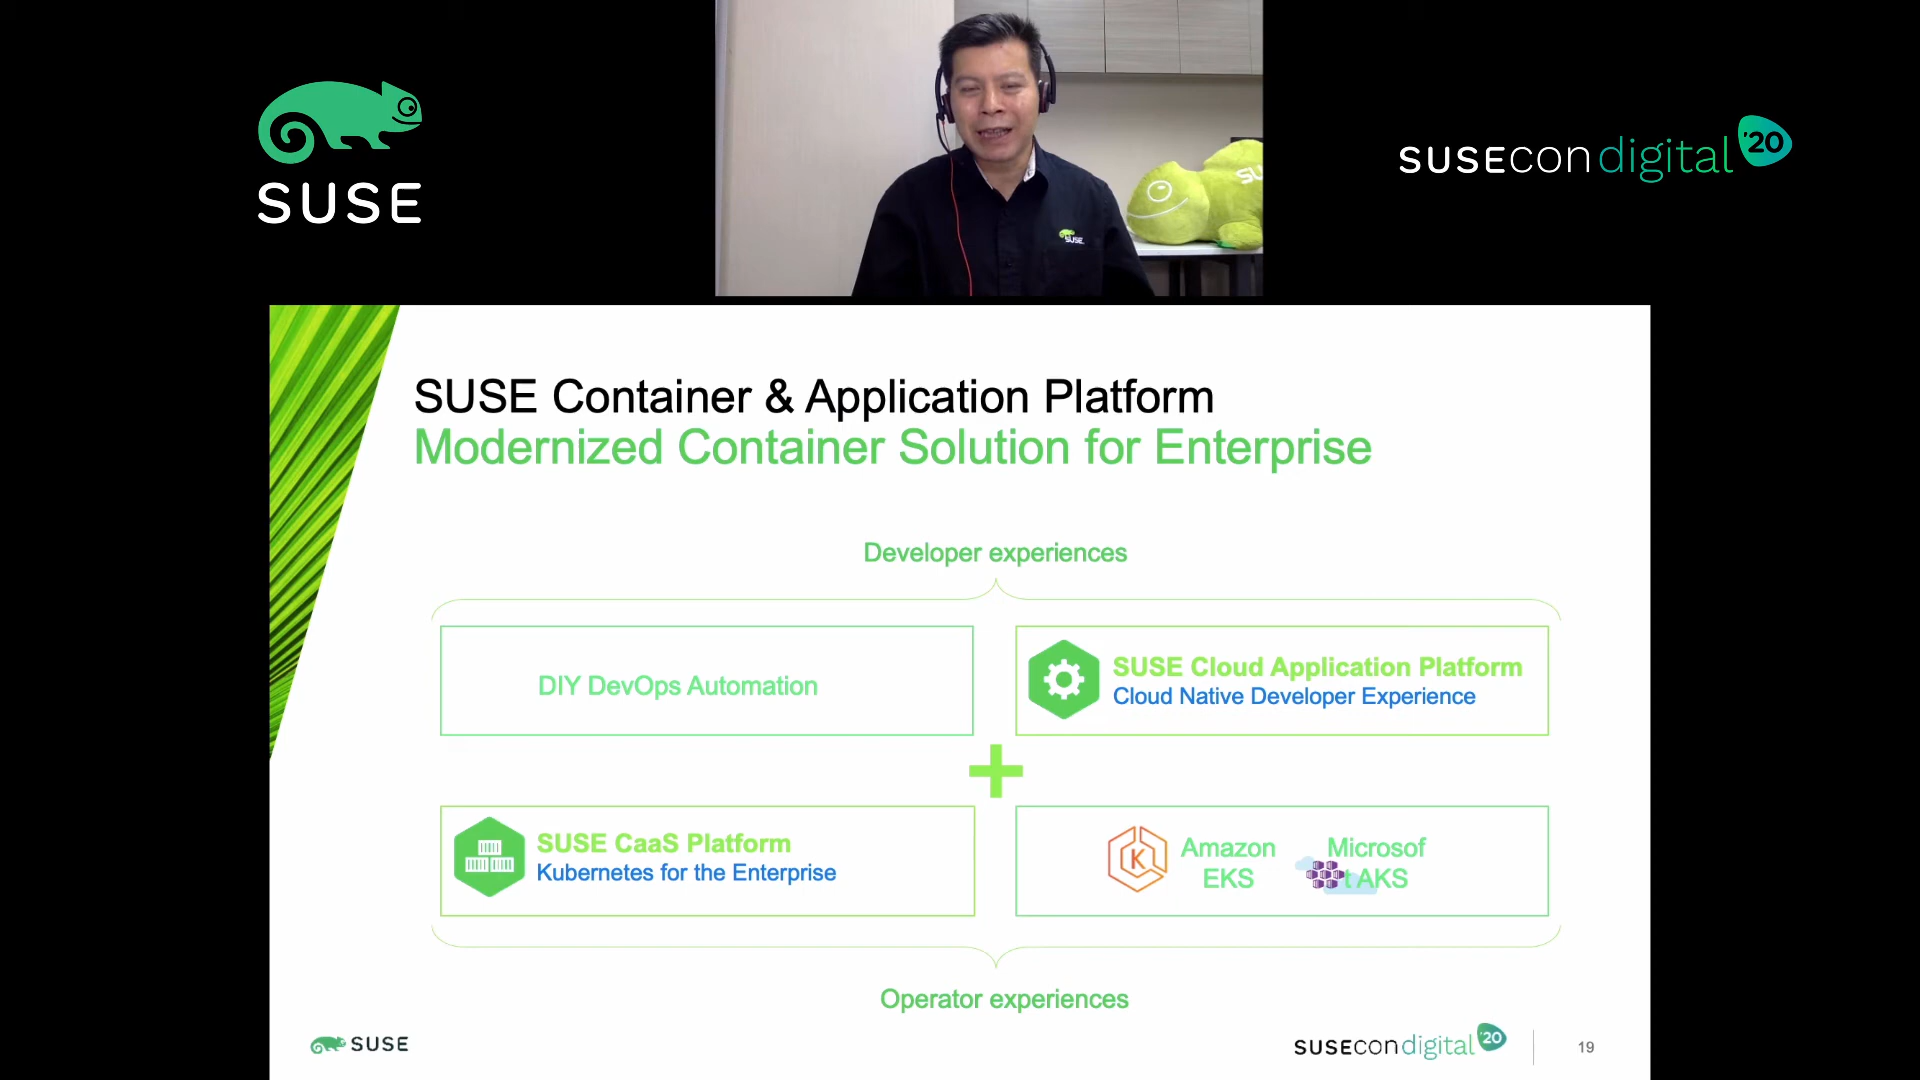 SUSE
SUSEcon digital '20
SUSE
SUSE
SUSE Container & Application Platform
Modernized Container Solution for Enterprise
Developer experiences
DIY DevOps Automation
SUSE Cloud Application Platform
Cloud Native Developer Experience
SUSE CaaS Platform
Kubernetes for the Enterprise
K
Amazon
EKS
Microsof
t AKS
Operator experiences
SUSE
SUSEcon digital '20
19